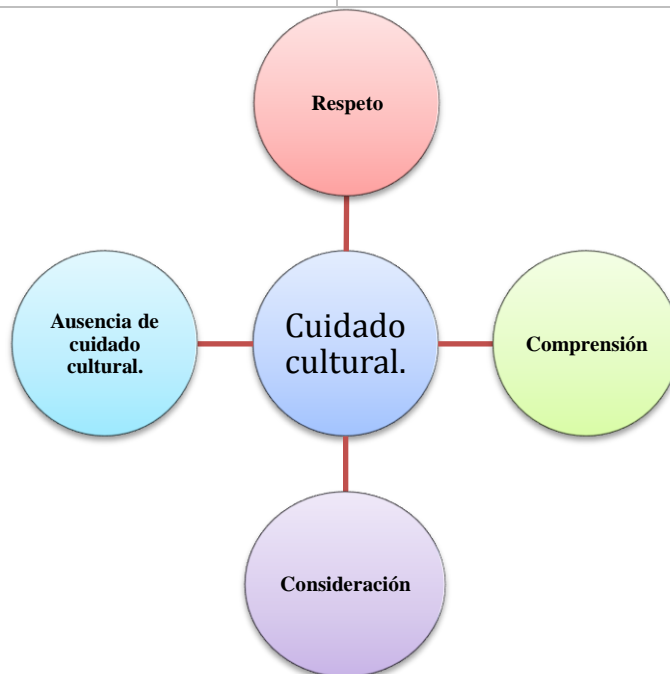 Respeto
Ausencia de
cuidado
cultural.
Cuidado
cultural.
Comprensión
Consideración